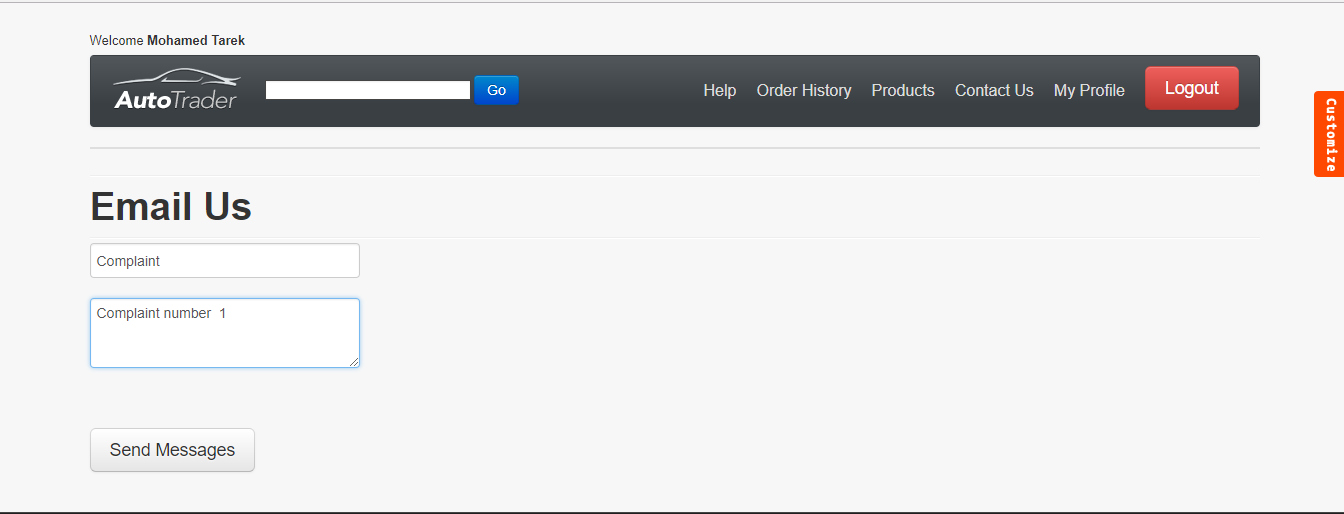 Welcome Mohamed Tarek
AutoTrader
Go
Help
Order History
Products
Contact Us
My Profile
Logout
Customize
Email Us
Complaint
Complaint number  1
Send Messages